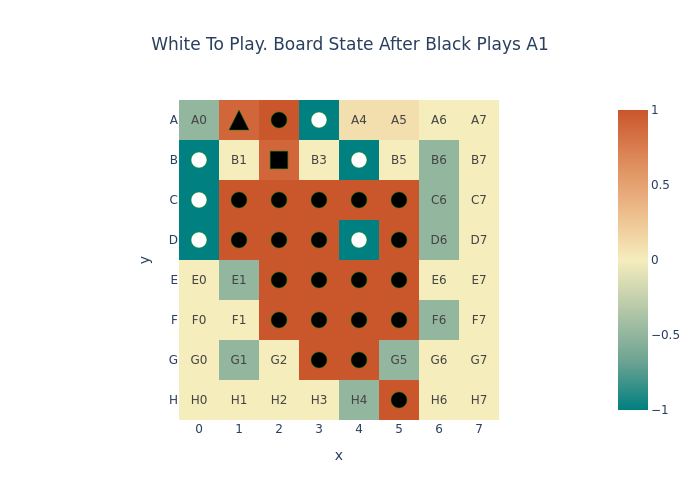 White To Play. Board State After Black Plays A1
A A0 A4 A5 A6 A7
B B1 B3 B5 B6 B7
C C6 C7
D D6 D7
E E0 E1 E6 E7
F F0 F1 F6 F7
G G0 G1 G2 G5 G6 G7
H H0 H1 H2 H3 H4 H6 H7
0 1 2 3 4 5 6 7
x
y
1
0.5
0
−0.5
−1